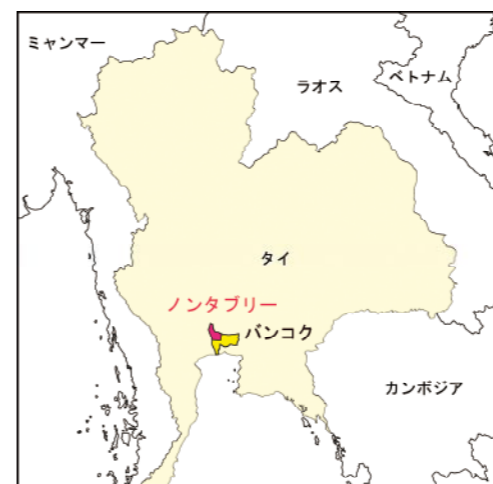 ミャンマー
ラオス
ベトナム
タイ
ノンタブリー
バンコク
カンボジア